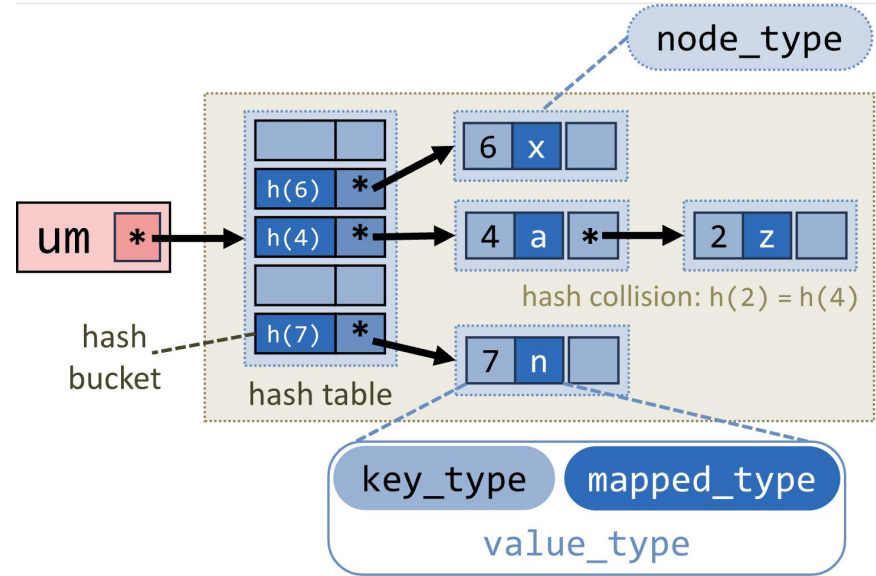 node_type
6 x
h(6) *
um *
h(4) *
4 a *
2 z
hash collision: h(2) = h(4)
h(7) *
7 n
hash
bucket
hash table
key_type
mapped_type
value_type